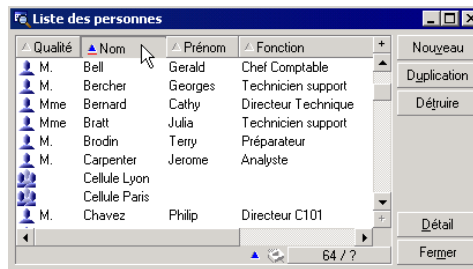 Liste des personnes
Qualité Nom Prénom Fonction + Nouveau
M. Bell Gerald Chef Comptable
M. Bercher Georges Technicien support Duplication
Mme Bernard Cathy Directeur Technique Détruire
Mme Bratt Julia Technicien support
M. Brodin Terry Préparateur
M. Carpenter Jerome Analyste
Cellule Lyon
Cellule Paris
M. Chavez Philip Directeur C101 + Détail
64 / ? Fermer